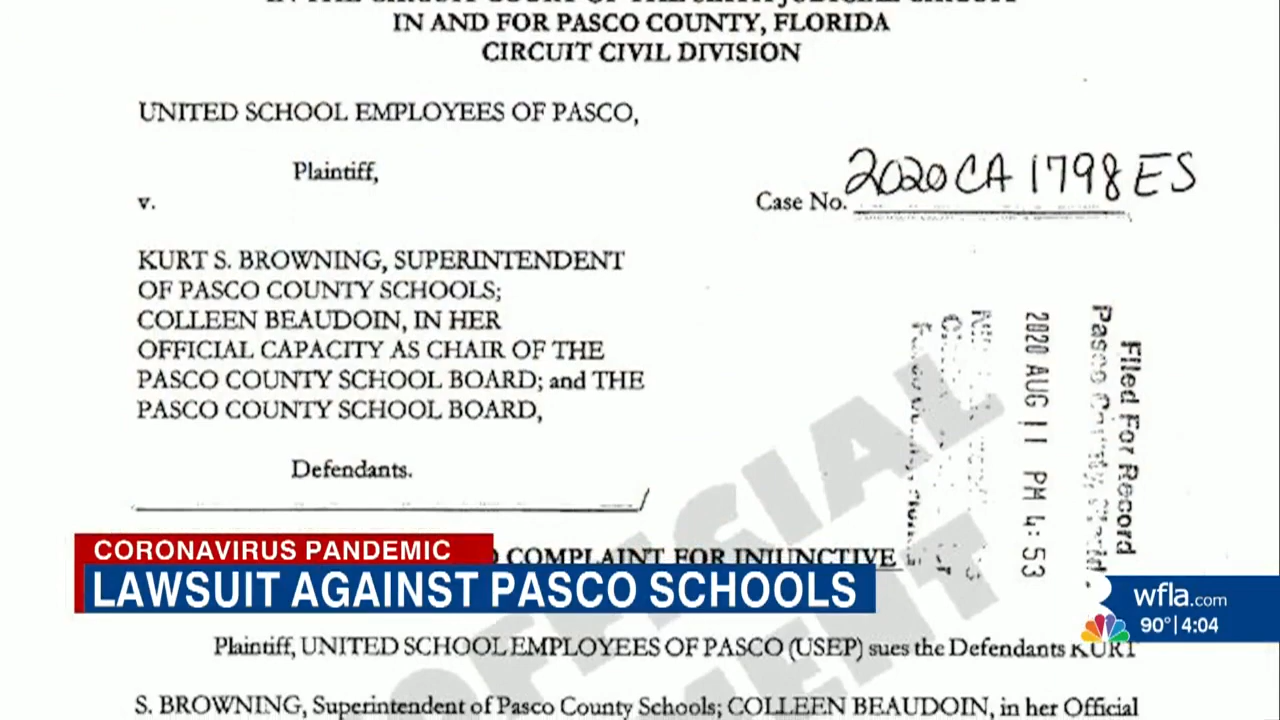 IN AND FOR PASCO COUNTY, FLORIDA
CIRCUIT CIVIL DIVISION
UNITED SCHOOL EMPLOYEES OF PASCO,
Plaintiff,
v.
Case No. 2020CA 1798 ES
KURT S. BROWNING, SUPERINTENDENT
OF PASCO COUNTY SCHOOLS;
COLLEEN BEAUDOIN, IN HER
OFFICIAL CAPACITY AS CHAIR OF THE
PASCO COUNTY SCHOOL BOARD; and THE
PASCO COUNTY SCHOOL BOARD,
Defendants.
Filed For Record
Pasco County,
2020 AUG 11 PM 4:53
COMPLAINT FOR INJUNCTIVE
CORONAVIRUS PANDEMIC
LAWSUIT AGAINST PASCO SCHOOLS
wfla.com
90° | 4:04
Plaintiff, UNITED SCHOOL EMPLOYEES OF PASCO (USEP) sues the Defendants KURT
S. BROWNING, Superintendent of Pasco County Schools; COLLEEN BEAUDOIN, in her Official